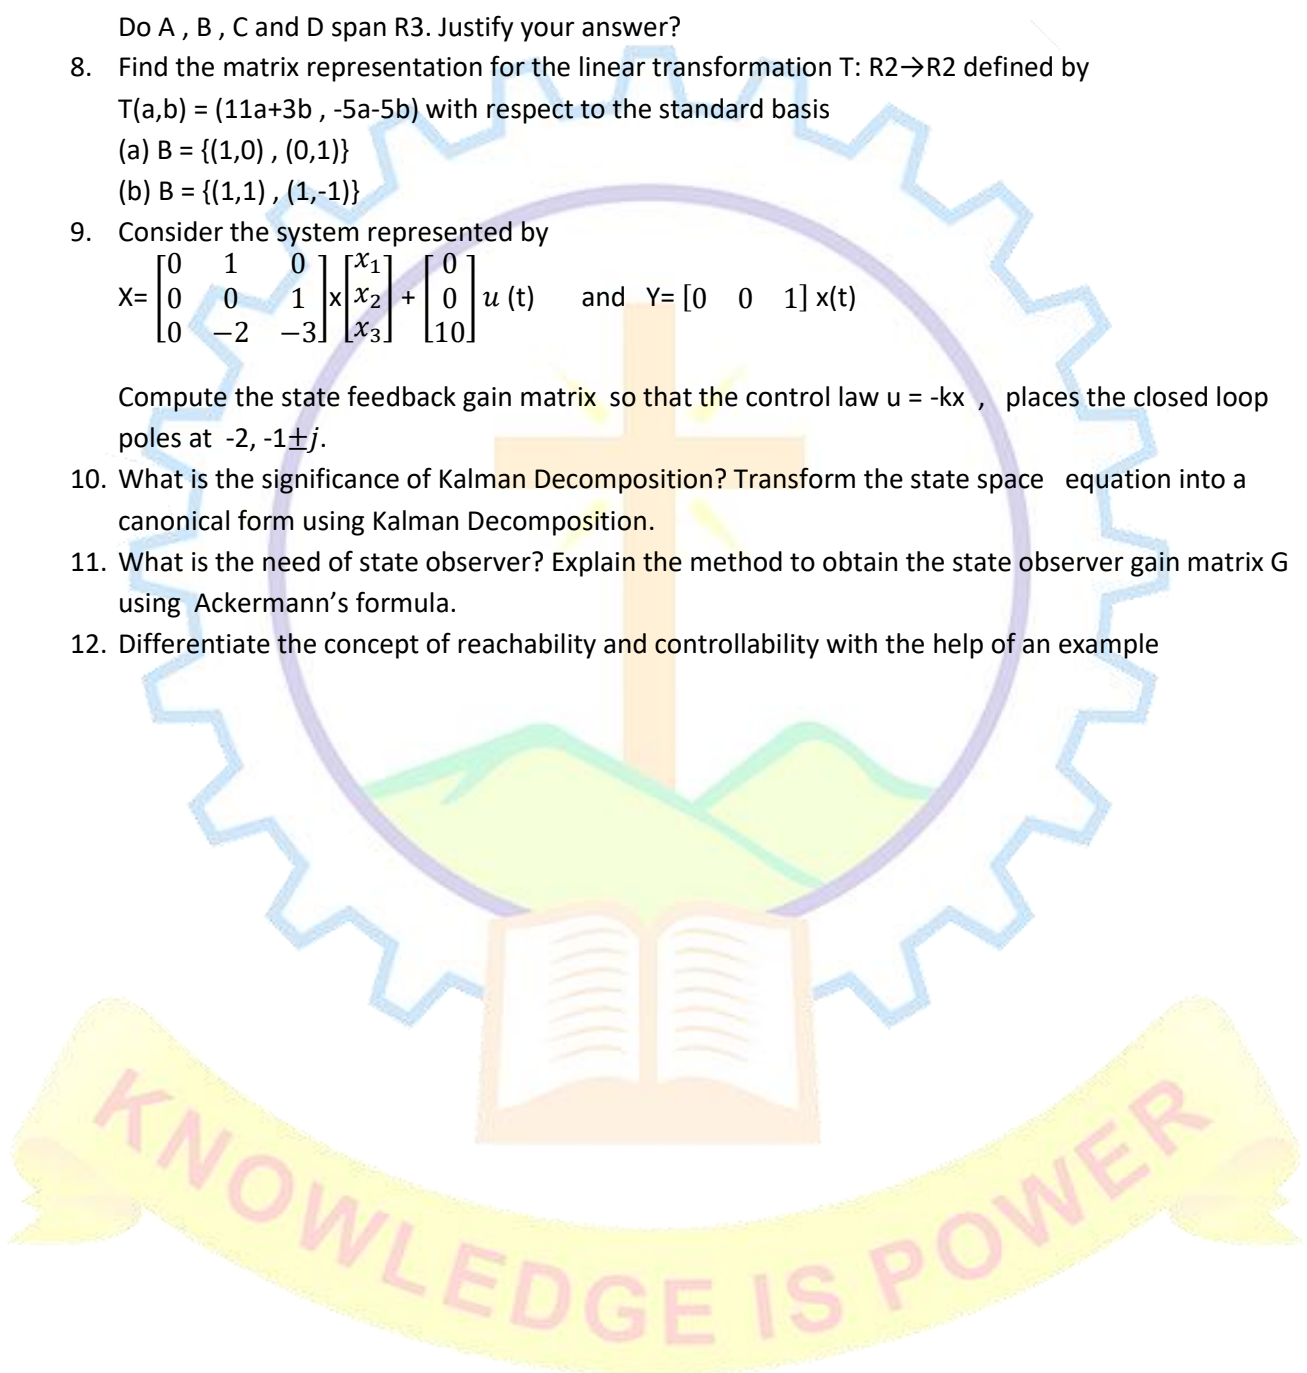 Do A , B , C and D span R3. Justify your answer?
8. Find the matrix representation for the linear transformation T: R2→R2 defined by
T(a,b) = (11a+3b , -5a-5b) with respect to the standard basis
(a) B = {(1,0) , (0,1)}
(b) B = {(1,1) , (1,-1)}
9. Consider the system represented by
X= [0 1 0; 0 0 1; 0 −2 −3] x [x1; x2; x3] + [0; 0; 10] u (t) and Y= [0 0 1] x(t)
Compute the state feedback gain matrix so that the control law u = -kx , places the closed loop
poles at -2, -1±j.
10. What is the significance of Kalman Decomposition? Transform the state space equation into a
canonical form using Kalman Decomposition.
11. What is the need of state observer? Explain the method to obtain the state observer gain matrix G
using Ackermann’s formula.
12. Differentiate the concept of reachability and controllability with the help of an example
KNOWLEDGE IS POWER